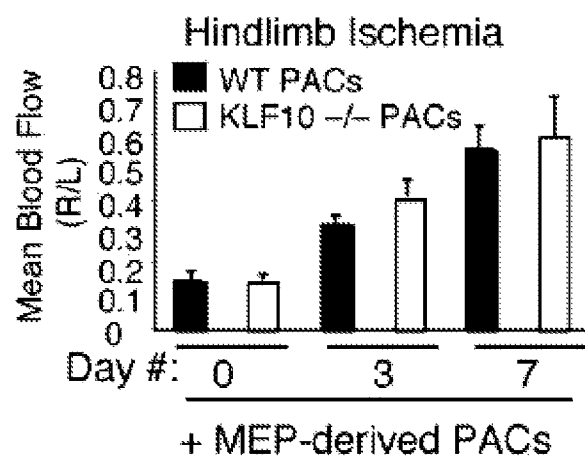 Hindlimb Ischemia
WT PACs
KLF10 –/– PACs
Mean Blood Flow
(R/L)
0.8
0.7
0.6
0.5
0.4
0.3
0.2
0.1
0
Day #: 0 3 7
+ MEP-derived PACs